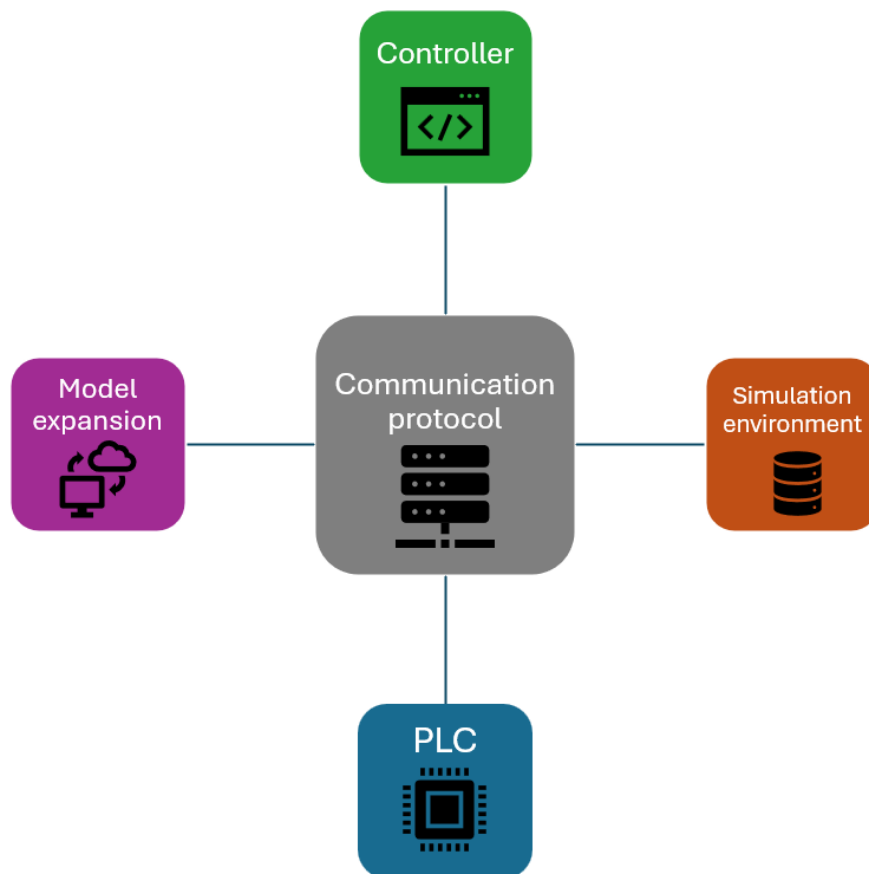 Controller
Model
expansion
Communication
protocol
Simulation
environment
PLC